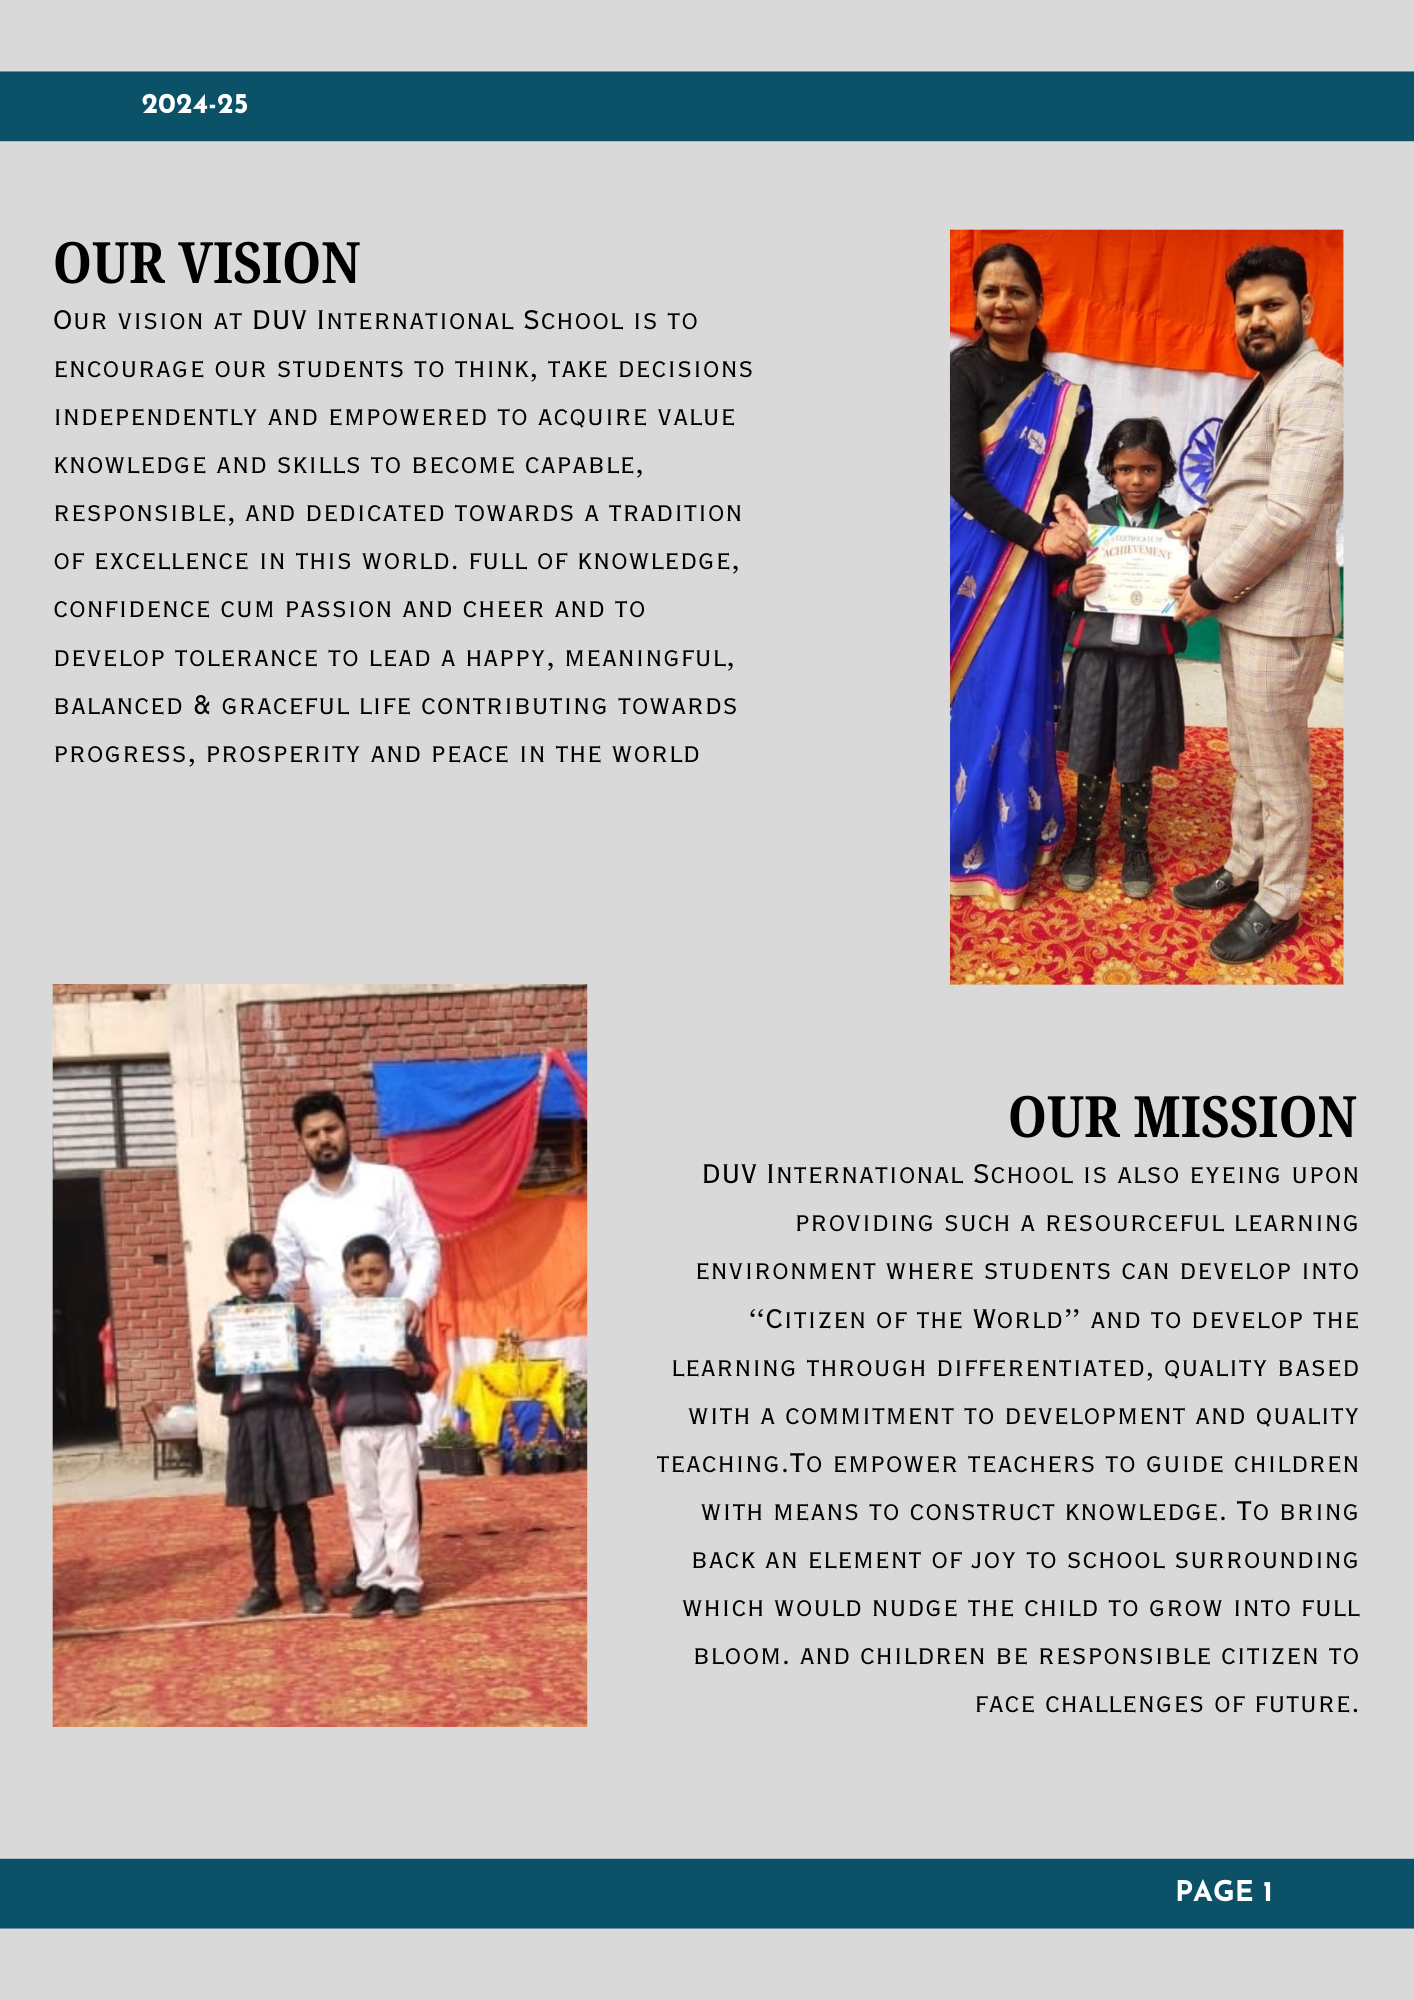 2024-25
OUR VISION
Our vision at DUV International School is to
encourage our students to think, take decisions
independently and empowered to acquire value
knowledge and skills to become capable,
responsible, and dedicated towards a tradition
of excellence in this world. full of knowledge,
confidence cum passion and cheer and to
develop tolerance to lead a happy, meaningful,
balanced & graceful life contributing towards
progress, prosperity and peace in the world
CERTIFICATE OF
ACHIEVEMENT
OUR MISSION
DUV International School is also eyeing upon
providing such a resourceful learning
environment where students can develop into
“Citizen of the World” and to develop the
learning through differentiated, quality based
with a commitment to development and quality
teaching.To empower teachers to guide children
with means to construct knowledge. To bring
back an element of joy to school surrounding
which would nudge the child to grow into full
bloom. and children be responsible citizen to
face challenges of future.
PAGE 1